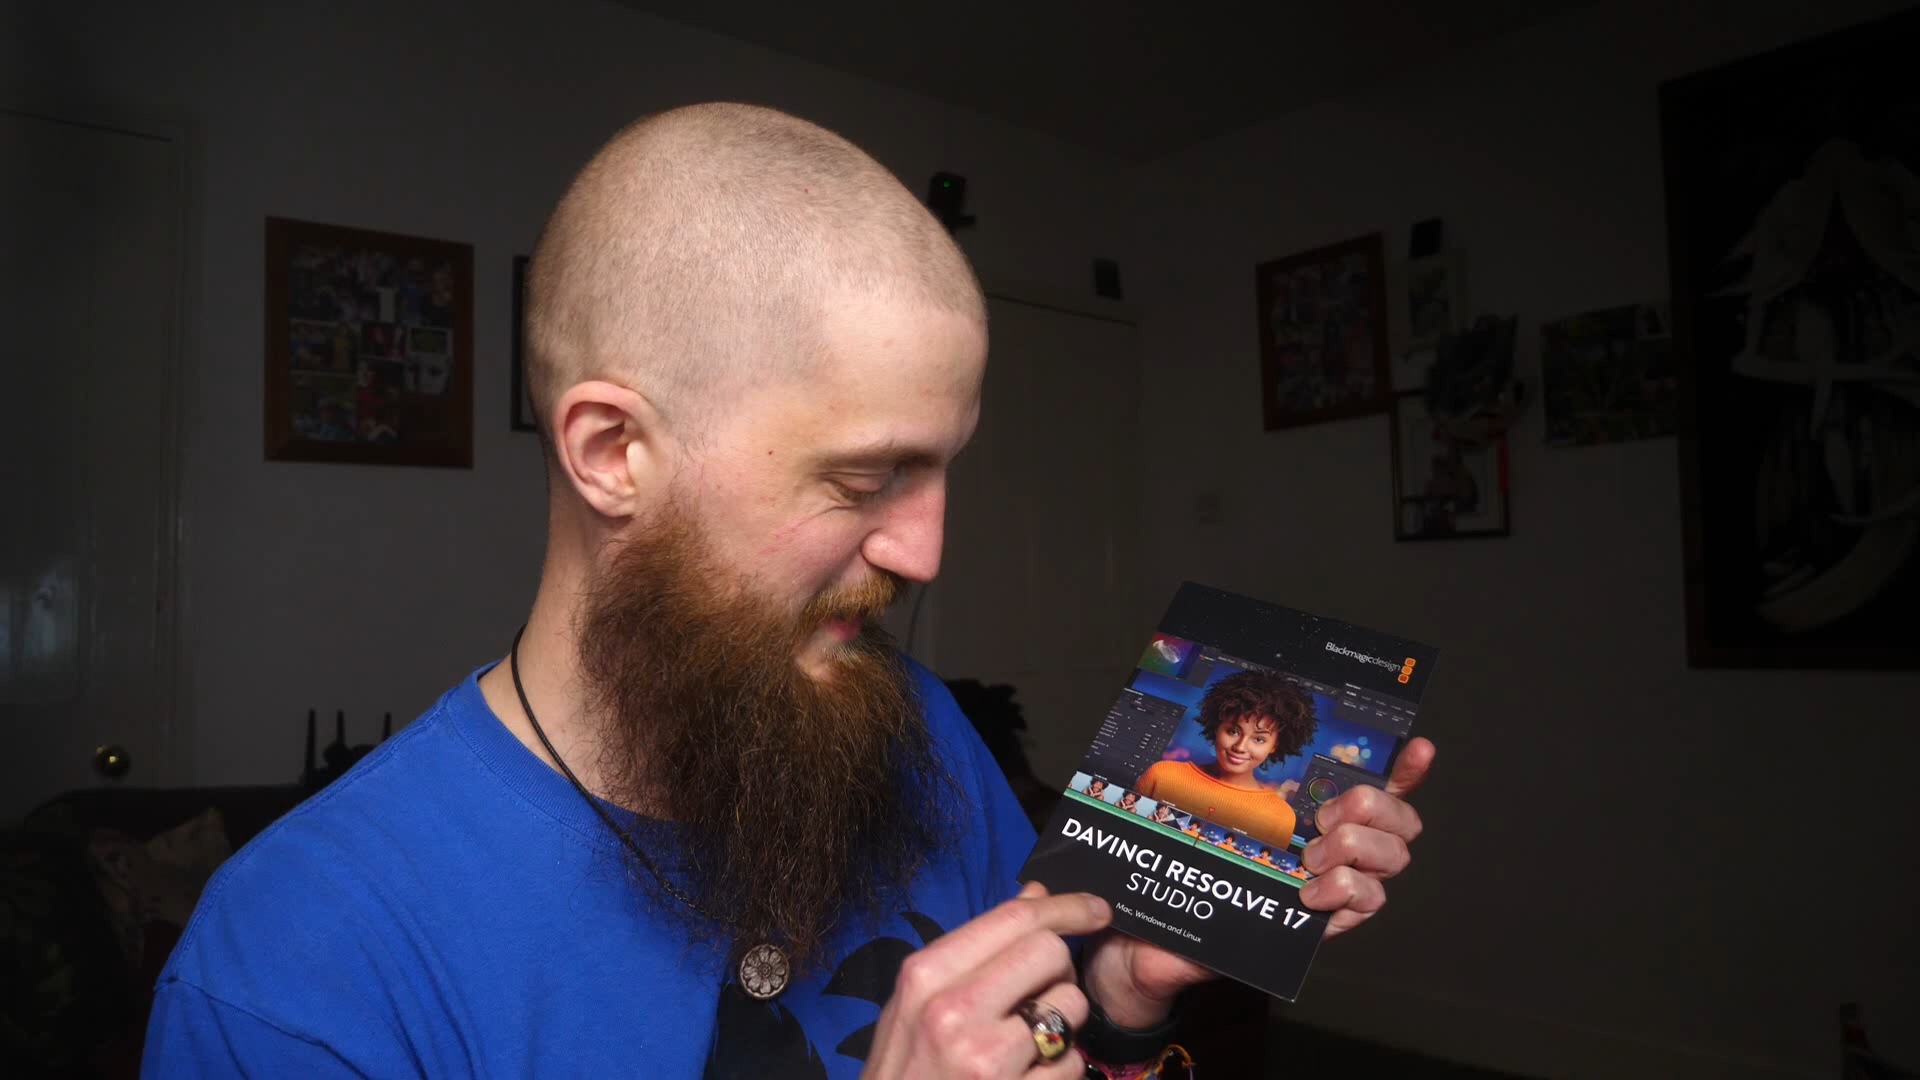 Blackmagicdesign
DAVINCI RESOLVE 17
STUDIO
Mac, Windows and Linux